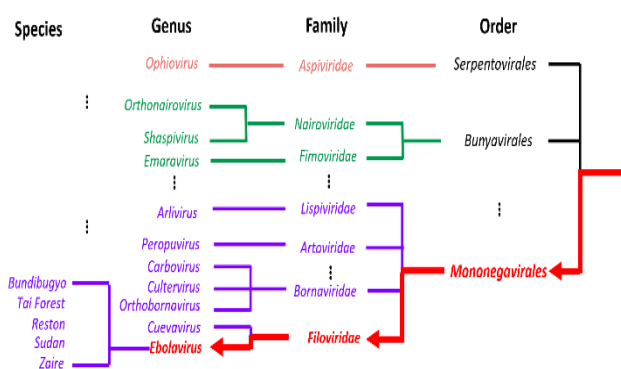 Species Genus Family Order
Ophiovirus Aspiviridae Serpentovirales
Orthonairovirus
Nairoviridae
Shaspivirus Bunyavirales
Emaravirus Fimoviridae
Arlivirus Lispiviridae
Peropuvirus Artoviridae
Carbovirus Mononegavirales
Bundibugyo Cultervirus Bornaviridae
Tai Forest Orthobornavirus
Reston Cuevavirus Filoviridae
Sudan Ebolavirus
Zaire